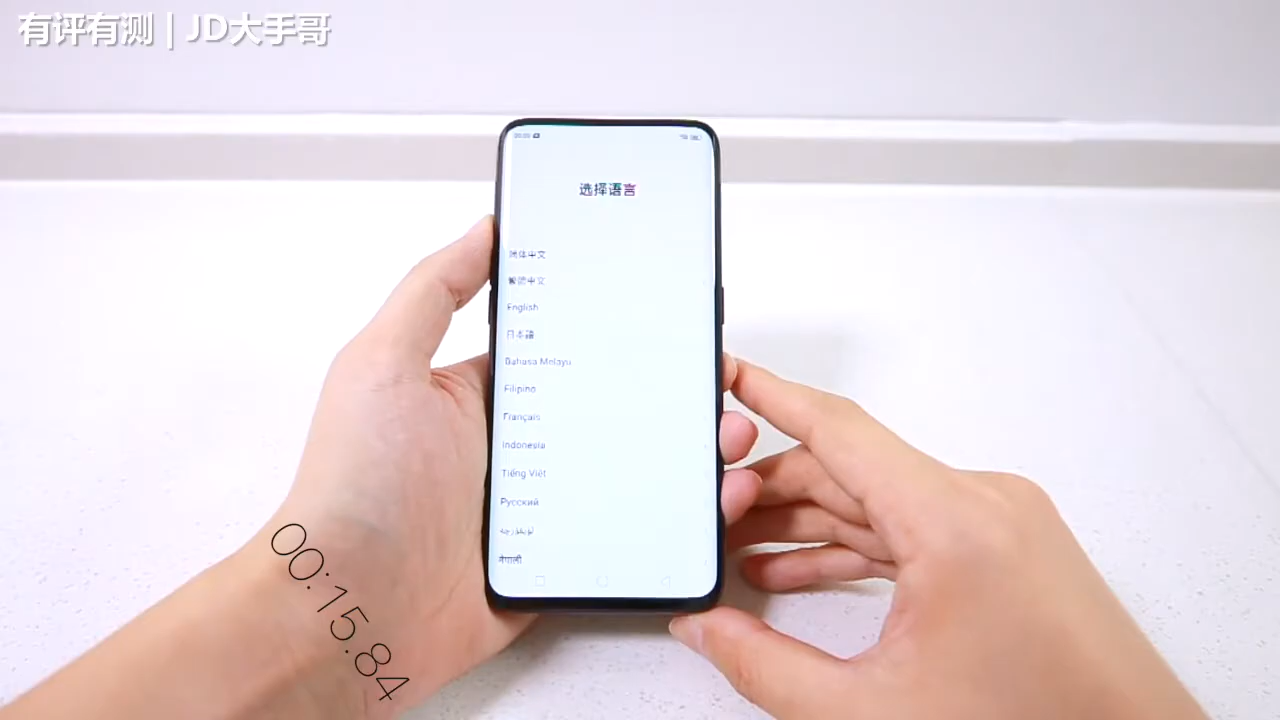 有评有测 | JD大手哥
选择语言
简体中文
繁體中文
English
日本語
Bahasa Melayu
Filipino
Français
Indonesia
Tiếng Việt
Русский
नेपाली
00:15.84